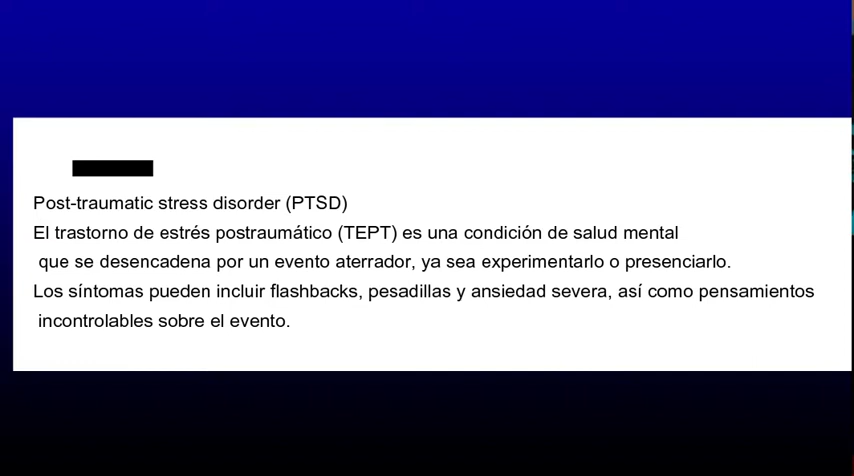 Post-traumatic stress disorder (PTSD)
El trastorno de estrés postraumático (TEPT) es una condición de salud mental
que se desencadena por un evento aterrador, ya sea experimentarlo o presenciarlo.
Los síntomas pueden incluir flashbacks, pesadillas y ansiedad severa, así como pensamientos
incontrolables sobre el evento.